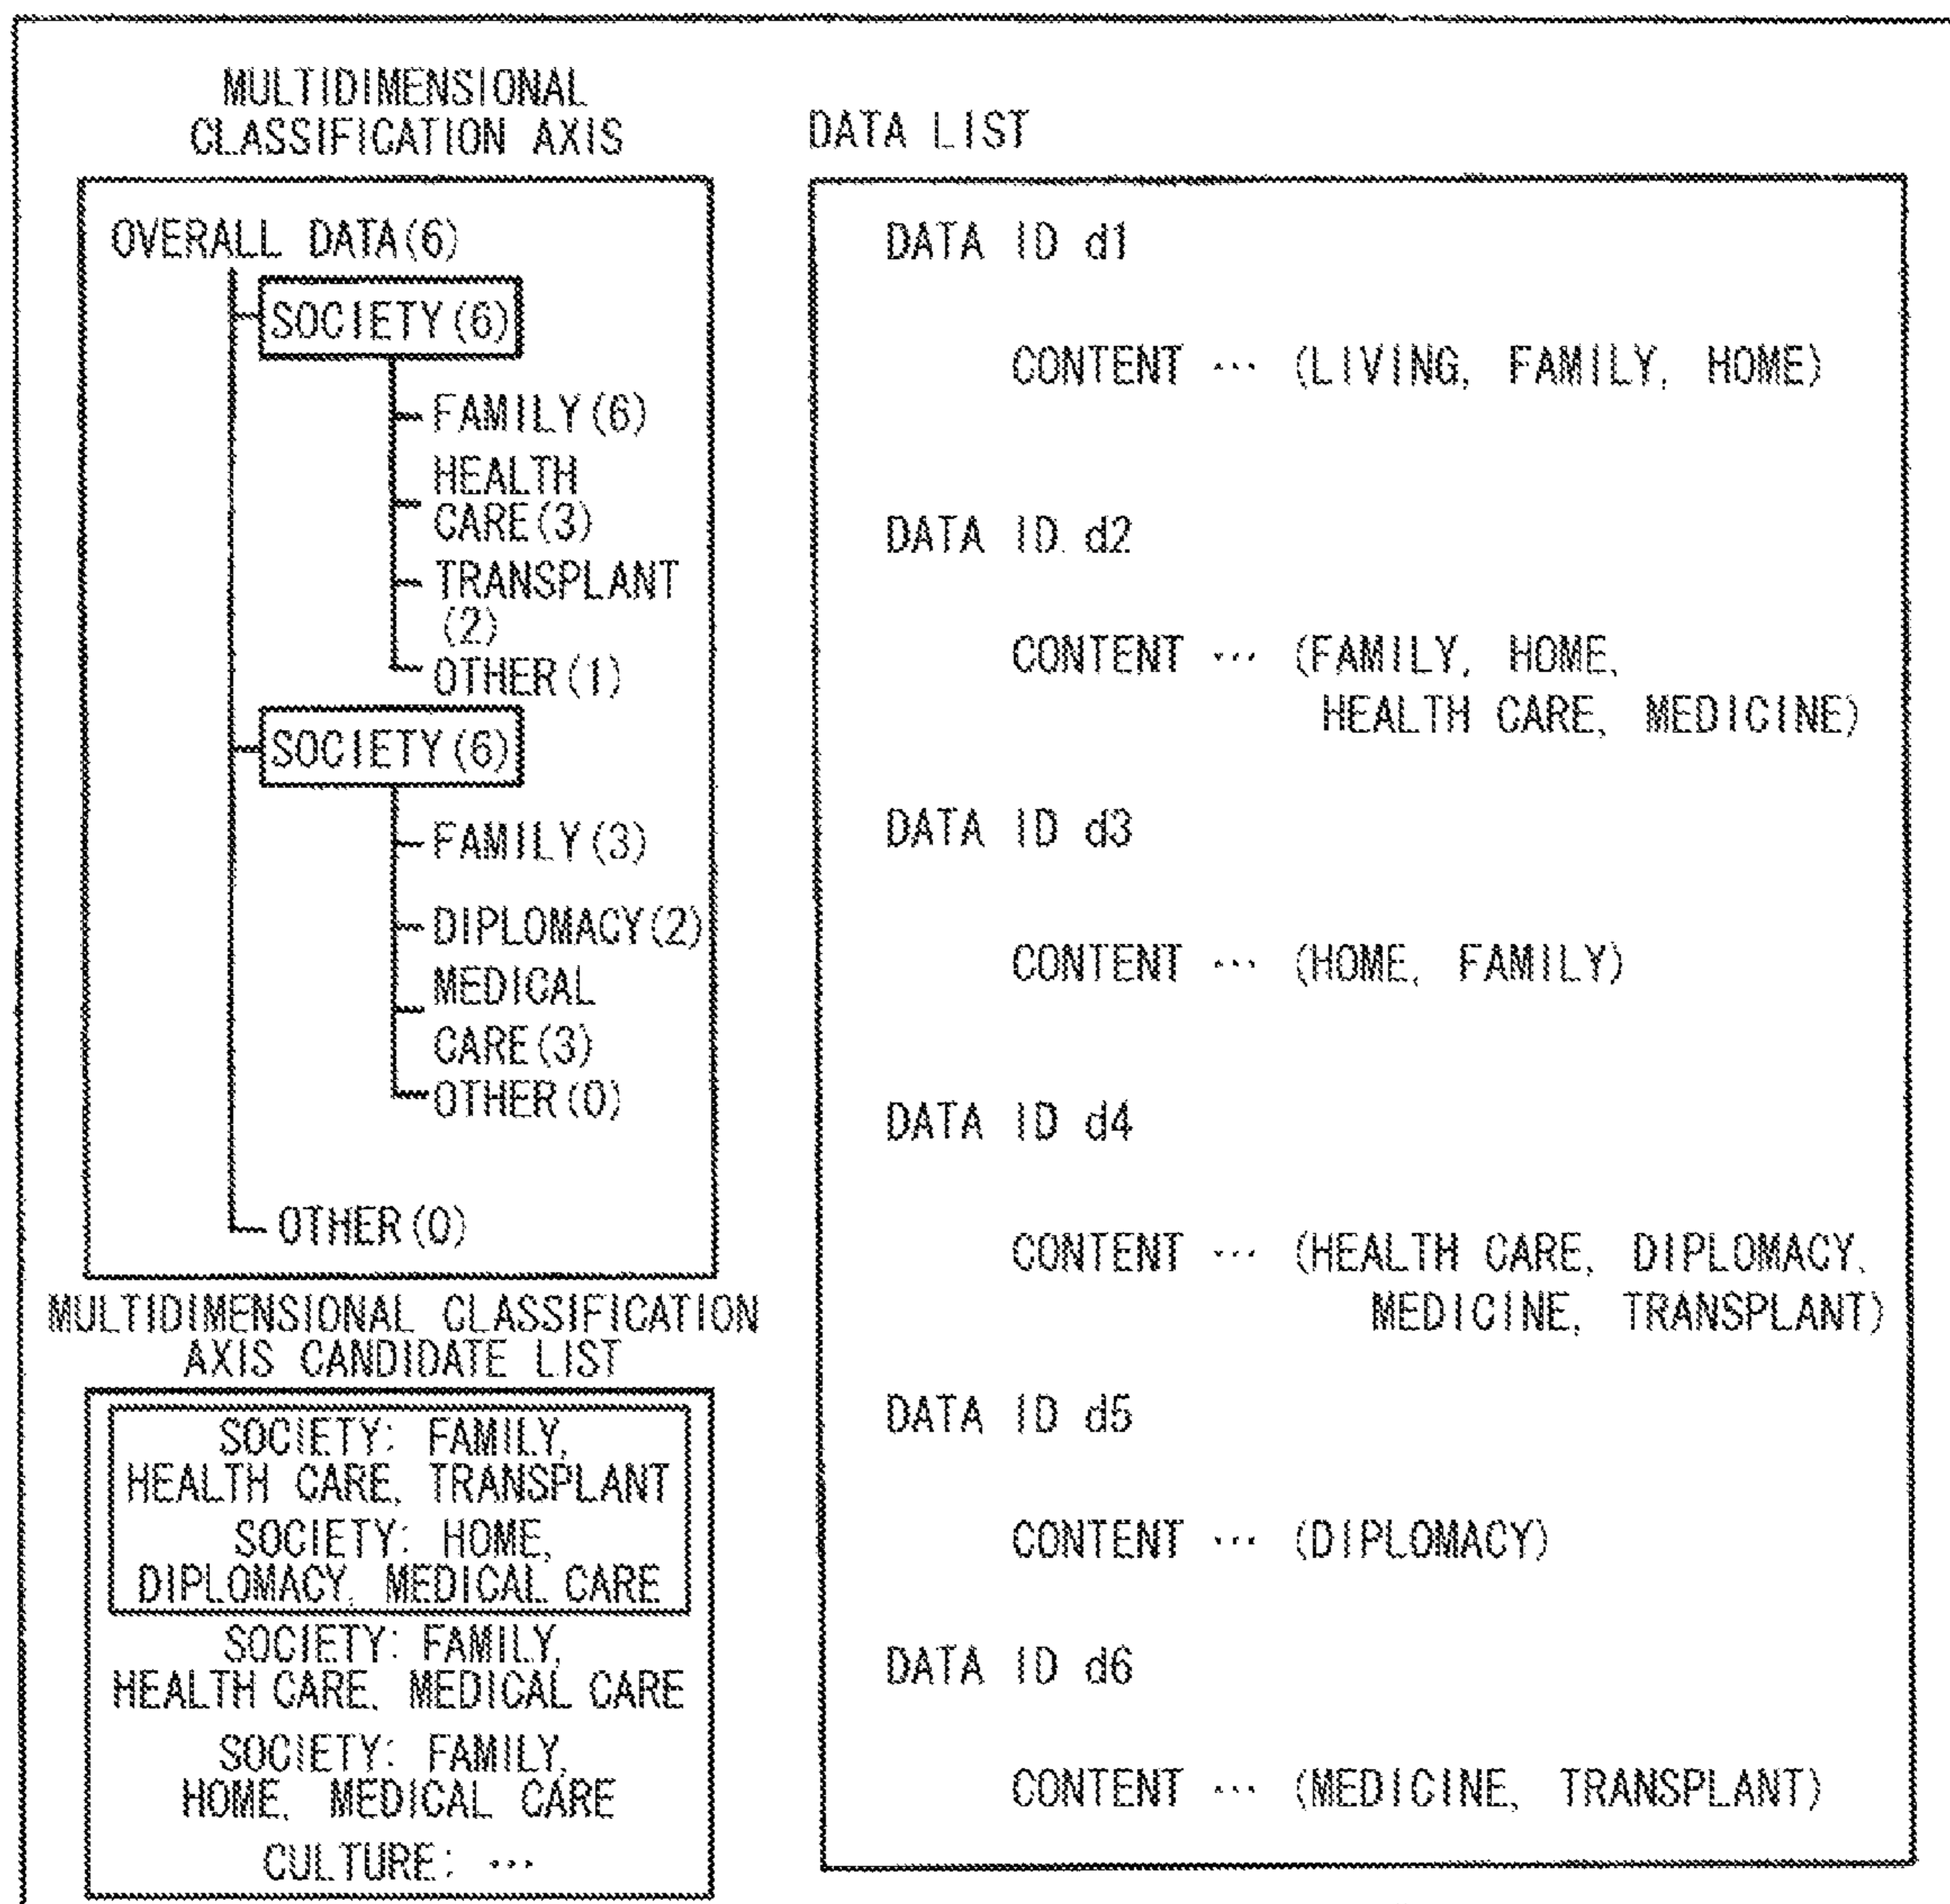 MULTIDIMENSIONAL
CLASSIFICATION AXIS
OVERALL DATA(6)
SOCIETY(6)
FAMILY(6)
HEALTH
CARE(3)
TRANSPLANT
(2)
OTHER(1)
SOCIETY(6)
FAMILY(3)
DIPLOMACY(2)
MEDICAL
CARE(3)
OTHER(0)
OTHER(0)
MULTIDIMENSIONAL CLASSIFICATION
AXIS CANDIDATE LIST
SOCIETY: FAMILY,
HEALTH CARE, TRANSPLANT
SOCIETY: HOME,
DIPLOMACY, MEDICAL CARE
SOCIETY: FAMILY,
HEALTH CARE, MEDICAL CARE
SOCIETY: FAMILY,
HOME, MEDICAL CARE
CULTURE: ...
DATA LIST
DATA ID d1
CONTENT ... (LIVING, FAMILY, HOME)
DATA ID d2
CONTENT ... (FAMILY, HOME,
HEALTH CARE, MEDICINE)
DATA ID d3
CONTENT ... (HOME, FAMILY)
DATA ID d4
CONTENT ... (HEALTH CARE, DIPLOMACY,
MEDICINE, TRANSPLANT)
DATA ID d5
CONTENT ... (DIPLOMACY)
DATA ID d6
CONTENT ... (MEDICINE, TRANSPLANT)